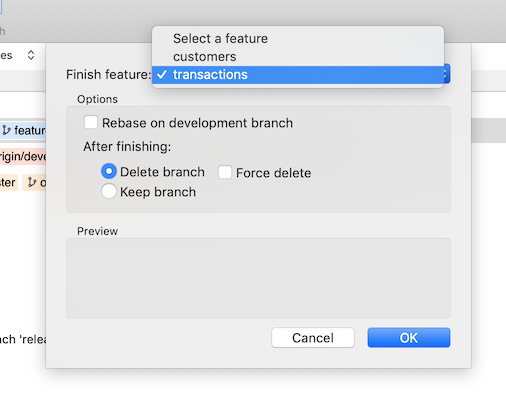 h
es
Select a feature
customers
Finish feature:
transactions
Options
featur
Rebase on development branch
After finishing:
rigin/deve
Delete branch
Force delete
ter
o
Keep branch
Preview
nch 'relea
Cancel
OK